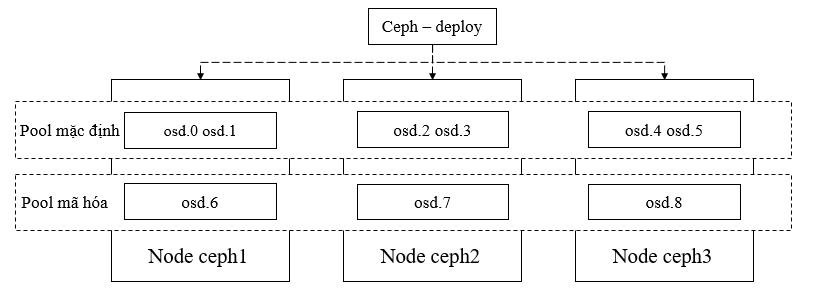 Ceph – deploy
Pool mặc định
osd.0 osd.1
osd.2 osd.3
osd.4 osd.5
Pool mã hóa
osd.6
osd.7
osd.8
Node ceph1
Node ceph2
Node ceph3